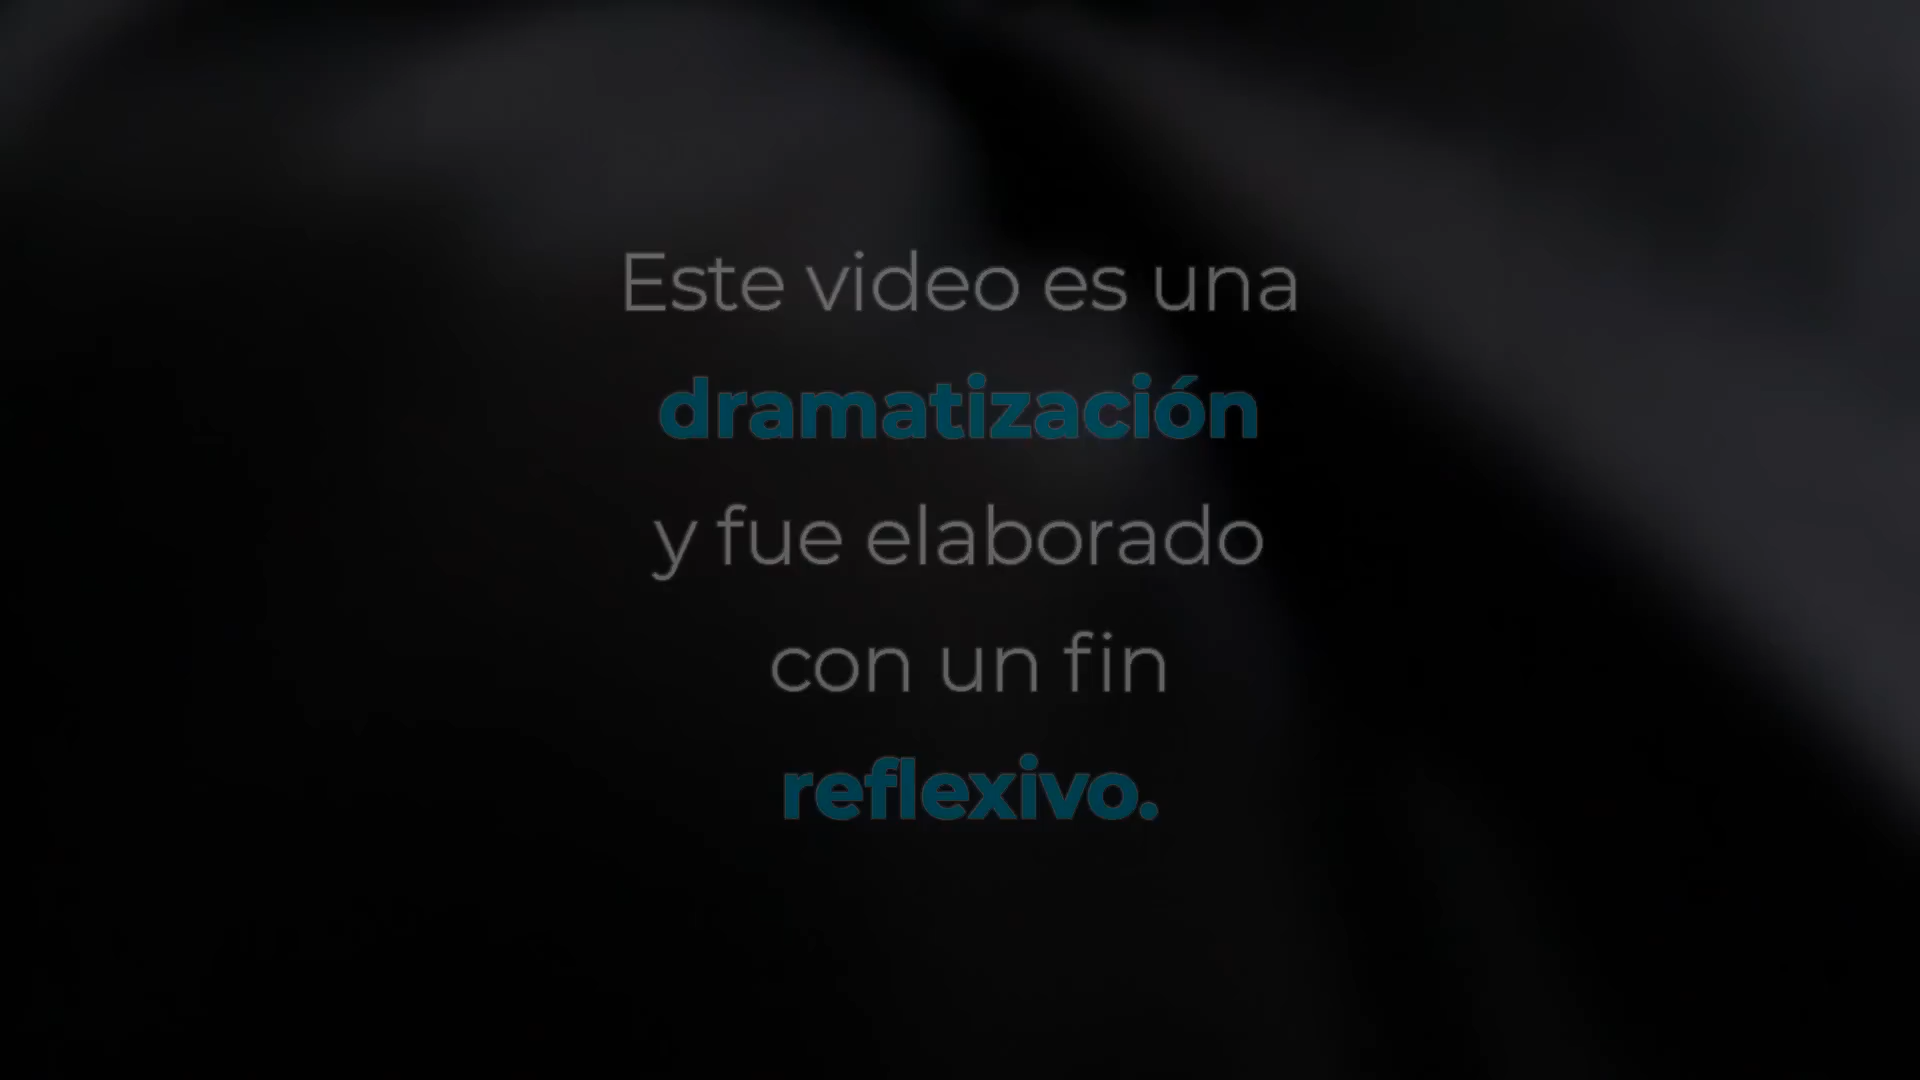 Este video es una
dramatización
y fue elaborado
con un fin
reflexivo.